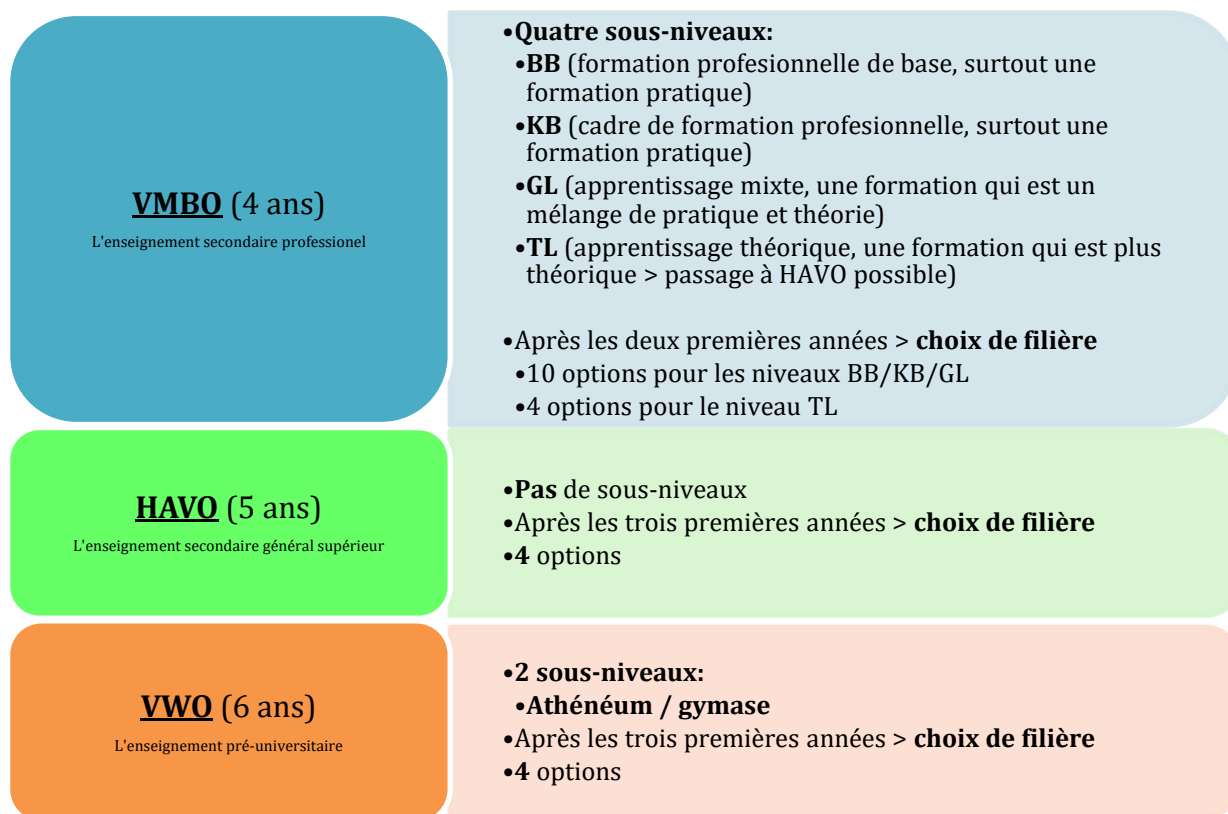 VMBO (4 ans)
L'enseignement secondaire professionel
•Quatre sous-niveaux:
•BB (formation profesionnelle de base, surtout une
formation pratique)
•KB (cadre de formation profesionnelle, surtout une
formation pratique)
•GL (apprentissage mixte, une formation qui est un
mélange de pratique et théorie)
•TL (apprentissage théorique, une formation qui est plus
théorique > passage à HAVO possible)
•Après les deux premières années > choix de filière
•10 options pour les niveaux BB/KB/GL
•4 options pour le niveau TL
HAVO (5 ans)
L'enseignement secondaire général supérieur
•Pas de sous-niveaux
•Après les trois premières années > choix de filière
•4 options
VWO (6 ans)
L'enseignement pré-universitaire
•2 sous-niveaux:
•Athénéum / gymase
•Après les trois premières années > choix de filière
•4 options